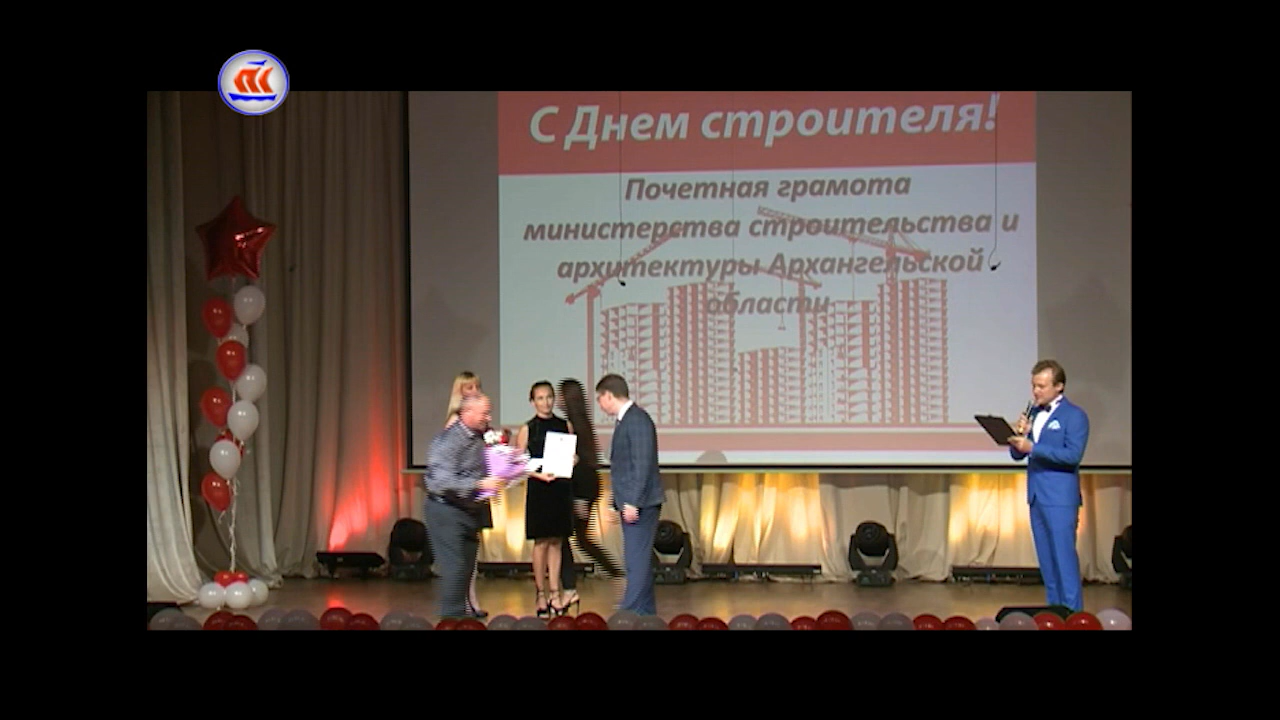 С Днем строителя!
Почетная грамота
министерства строительства и
архитектуры Архангельской
области